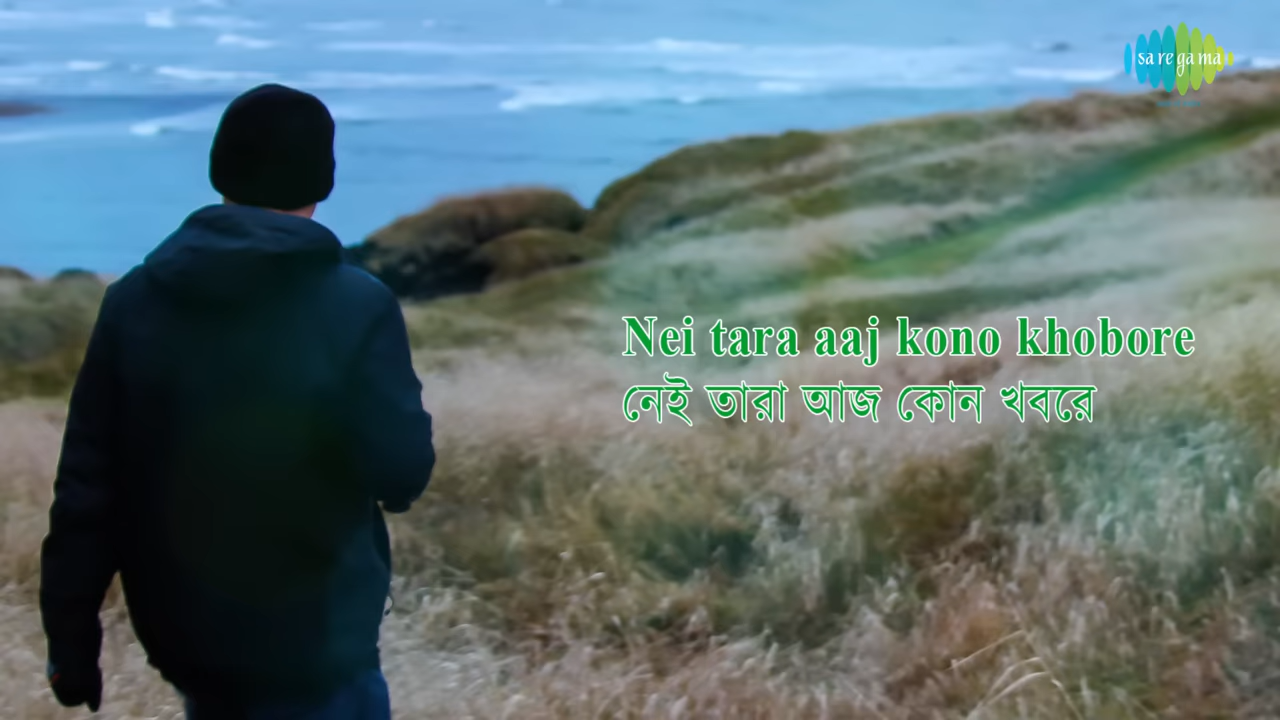 sa re ga ma
Nei tara aaj kono khobore
নেই তারা আজ কোন খবরে